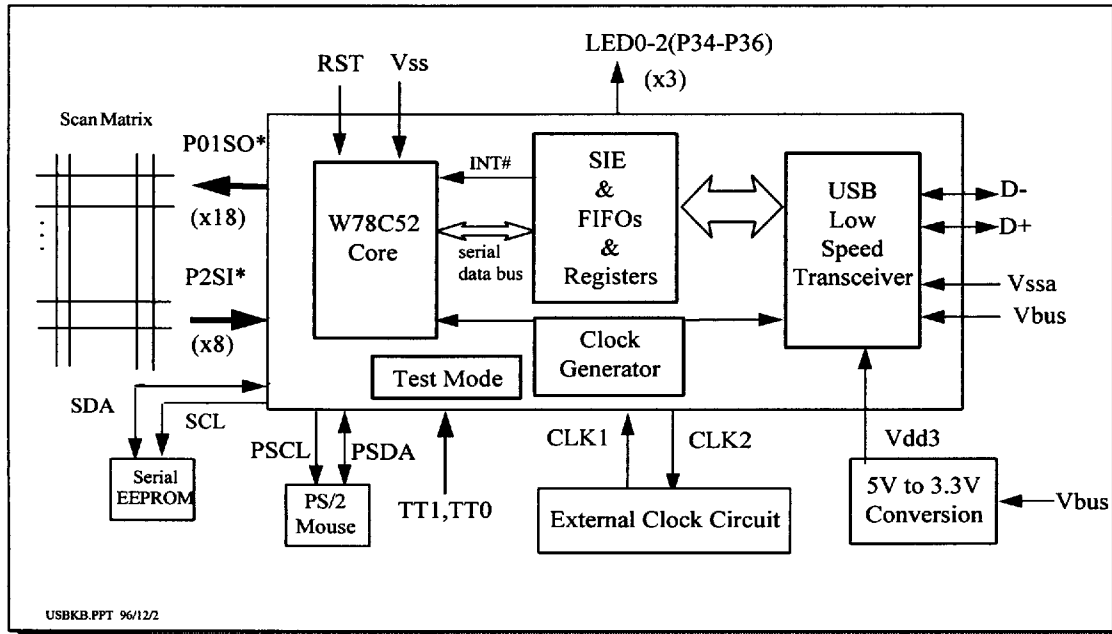 LED0-2(P34-P36)
(x3)
RST
Vss
Scan Matrix
P01SO*
(x18)
P2SI*
(x8)
W78C52
Core
INT#
serial
data bus
SIE
&
FIFOs
&
Registers
USB
Low
Speed
Transceiver
D-
D+
Vssa
Vbus
Clock
Generator
Test Mode
SDA
SCL
Serial
EEPROM
PSCL
PSDA
PS/2
Mouse
TT1,TT0
CLK1
CLK2
External Clock Circuit
Vdd3
5V to 3.3V
Conversion
Vbus
USBKB.PPT 96/12/2